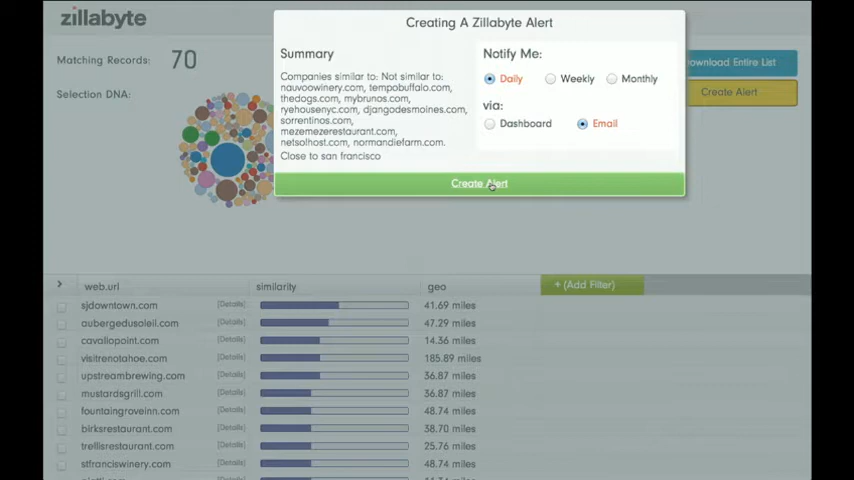 zillabyte
Creating A Zillabyte Alert
Matching Records: 70
Selection DNA:
Summary
Companies similar to: Not similar to:
nauvoowinery.com, tempobuffalo.com,
thedogs.com, mybrunos.com,
ryehousenyc.com, djangodesmoines.com,
sorrentinos.com,
mezemezerestaurant.com,
netsolhost.com, normandiefarm.com.
Close to san francisco
Notify Me:
Daily Weekly Monthly
via:
Dashboard Email
Create Alert
ownload Entire List
Create Alert
> web.url similarity geo + (Add Filter)
sjdowntown.com [Details] 41.69 miles
aubergedusoleil.com [Details] 47.29 miles
cavallopoint.com [Details] 14.36 miles
visitrenotahoe.com [Details] 185.89 miles
upstreambrewing.com [Details] 36.87 miles
mustardsgrill.com [Details] 36.87 miles
fountaingroveinn.com [Details] 48.74 miles
birksrestaurant.com [Details] 38.70 miles
trellisrestaurant.com [Details] 25.76 miles
stfranciswinery.com [Details] 48.74 miles